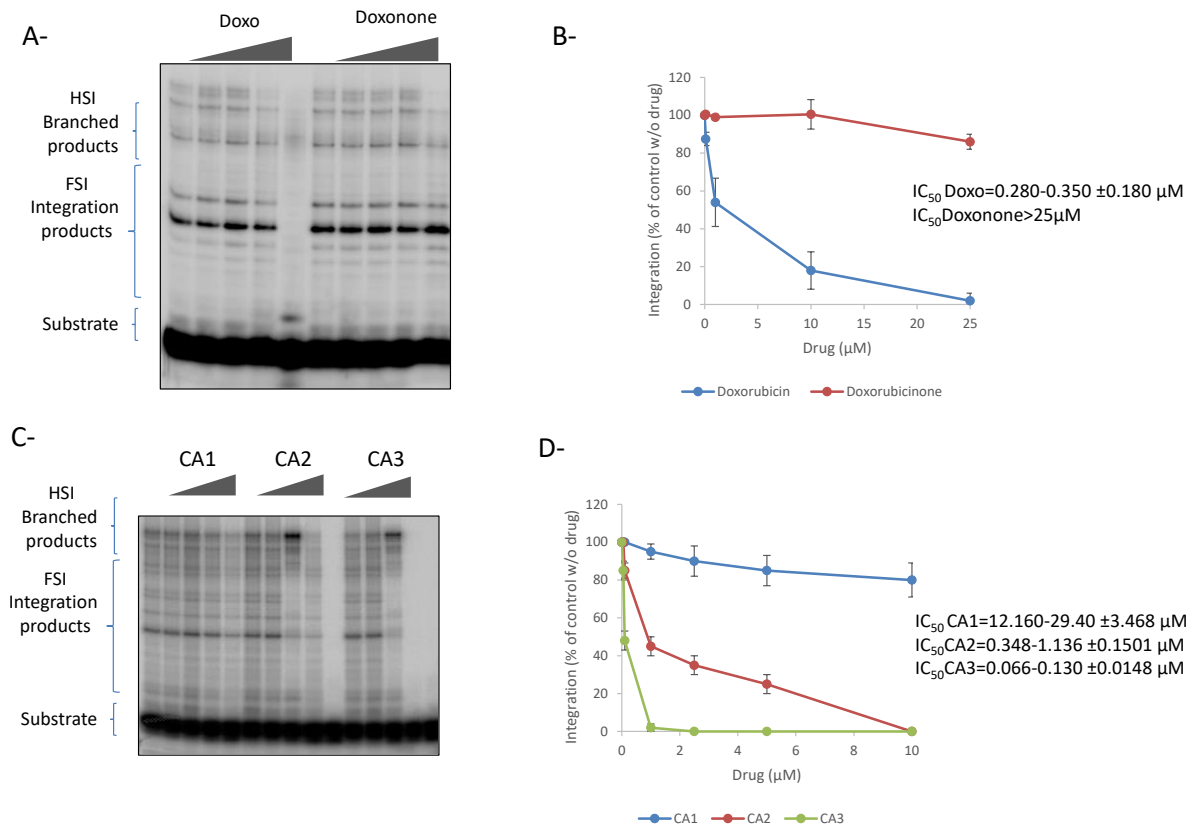 A-
Doxo
Doxonone
HSI
Branched
products
FSI
Integration
products
Substrate
B-
Integration (% of control w/o drug)
120
100
80
60
40
20
0
0
5
10
15
20
25
Drug (µM)
IC50 Doxo=0.280-0.350 ±0.180 µM
IC50Doxonone>25µM
Doxorubicin
Doxorubicinone
C-
CA1
CA2
CA3
HSI
Branched
products
FSI
Integration
products
Substrate
D-
Integration (% of control w/o drug)
120
100
80
60
40
20
0
0
2
4
6
8
10
Drug (µM)
IC50 CA1=12.160-29.40 ±3.468 µM
IC50CA2=0.348-1.136 ±0.1501 µM
IC50CA3=0.066-0.130 ±0.0148 µM
CA1
CA2
CA3